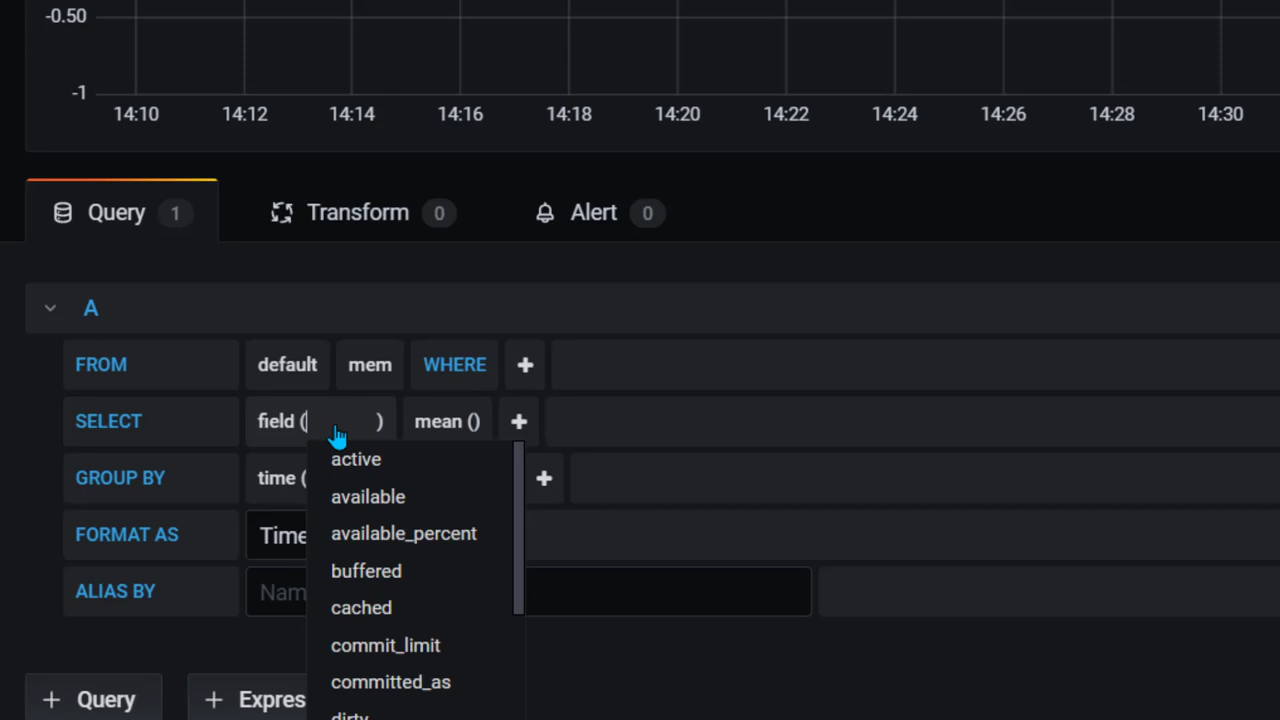 -0.50
-1
14:10 14:12 14:14 14:16 14:18 14:20 14:22 14:24 14:26 14:28 14:30
Query 1 Transform 0 Alert 0
A
FROM default mem WHERE +
SELECT field ( ) mean () +
active
available
available_percent
buffered
cached
commit_limit
committed_as
dirty
GROUP BY time ( +
FORMAT AS Time
ALIAS BY Nam
+ Query + Expres